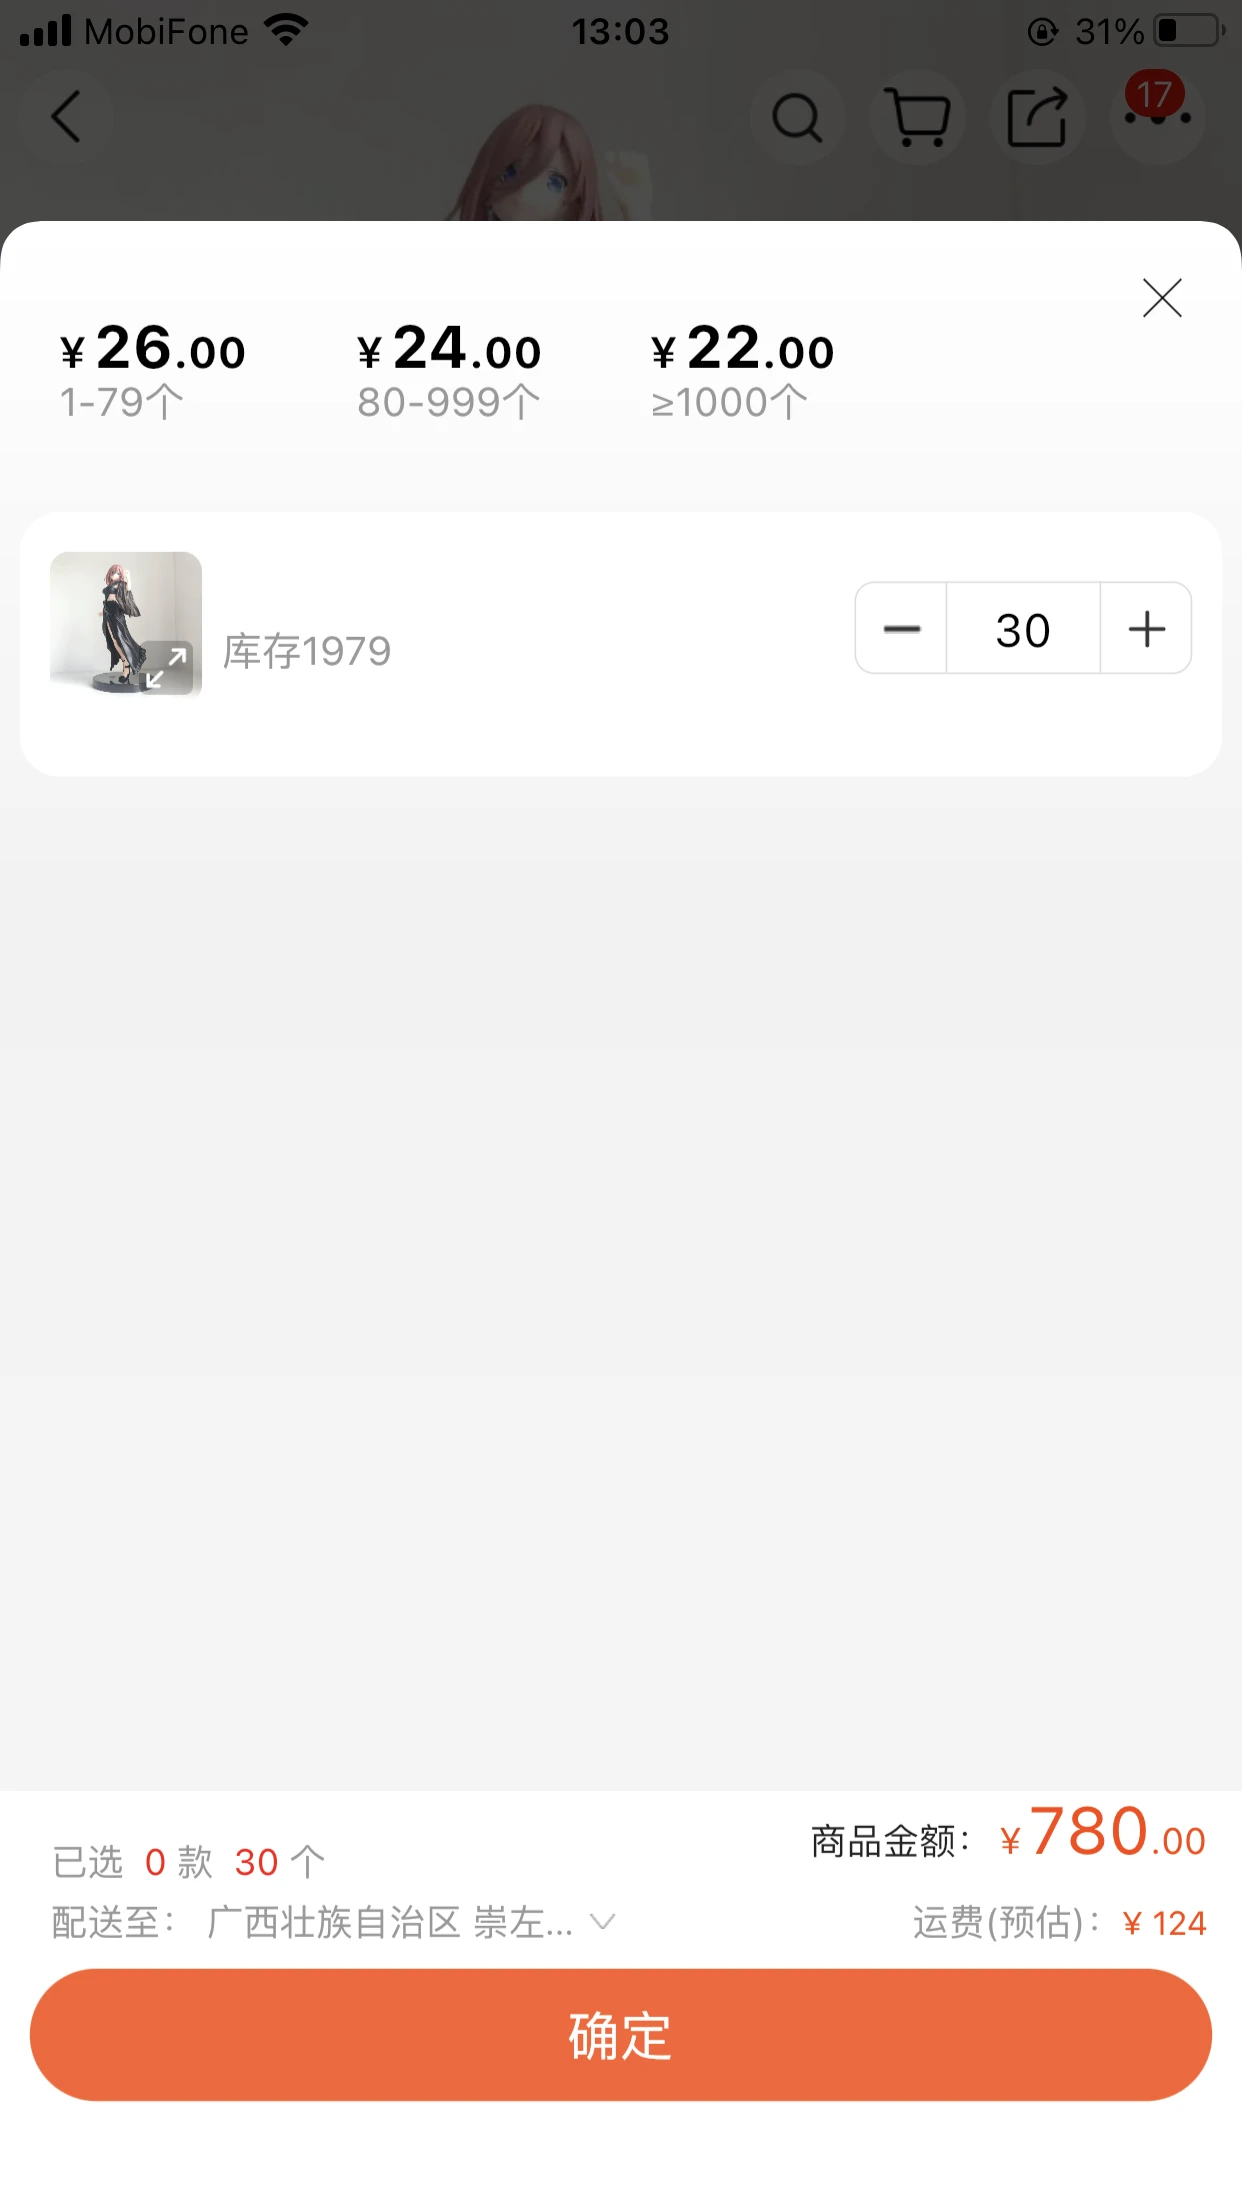 MobiFone 13:03 31%
17
¥26.00 ¥24.00 ¥22.00
1-79个 80-999个 ≥1000个
库存1979 30
商品金额： ¥780.00
已选 0 款 30 个
配送至： 广西壮族自治区 崇左... 运费(预估)： ¥124
确定